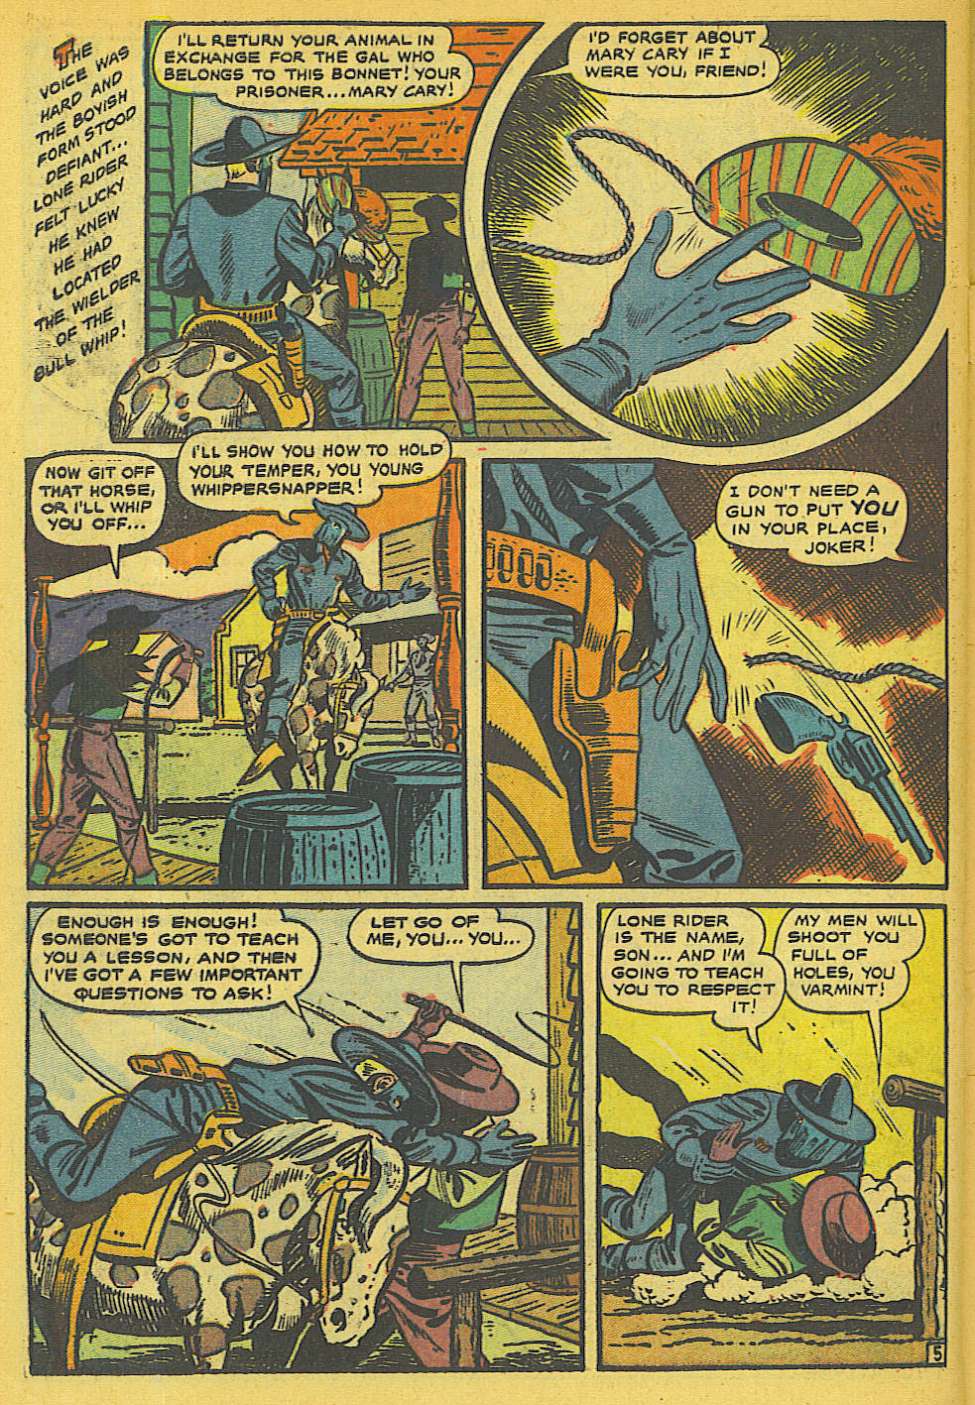 THE
VOICE WAS
HARD AND
THE BOYISH
FORM STOOD
DEFIANT...
LONE RIDER
FELT LUCKY
HE KNEW
HE HAD
LOCATED
THE WIELDER
OF THE
BULL WHIP!
I'LL RETURN YOUR ANIMAL IN
EXCHANGE FOR THE GAL WHO
BELONGS TO THIS BONNET! YOUR
PRISONER...MARY CARY!
I'D FORGET ABOUT
MARY CARY IF I
WERE YOU, FRIEND!
NOW GIT OFF
THAT HORSE,
OR I'LL WHIP
YOU OFF...
I'LL SHOW YOU HOW TO HOLD
YOUR TEMPER, YOU YOUNG
WHIPPERSNAPPER!
I DON'T NEED A
GUN TO PUT YOU
IN YOUR PLACE,
JOKER!
ENOUGH IS ENOUGH!
SOMEONE'S GOT TO TEACH
YOU A LESSON, AND THEN
I'VE GOT A FEW IMPORTANT
QUESTIONS TO ASK!
LET GO OF
ME, YOU... YOU...
LONE RIDER
IS THE NAME,
SON... AND I'M
GOING TO TEACH
YOU TO RESPECT
IT!
MY MEN WILL
SHOOT YOU
FULL OF
HOLES, YOU
VARMINT!
5